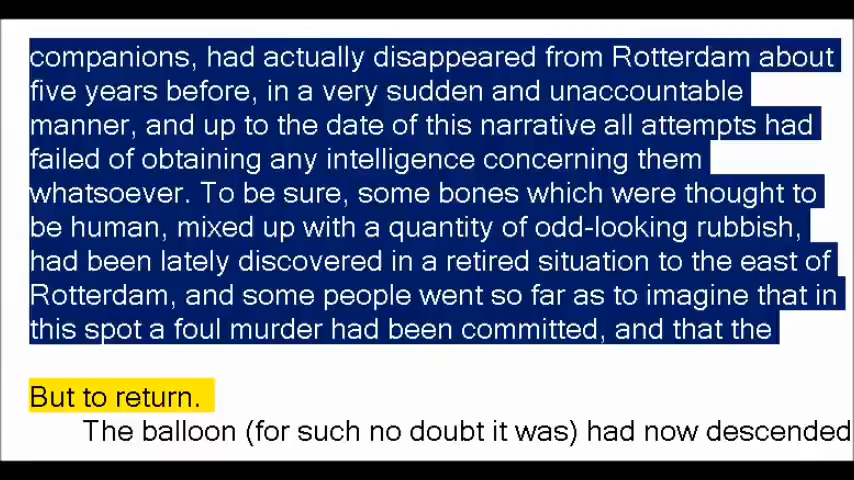 companions, had actually disappeared from Rotterdam about
five years before, in a very sudden and unaccountable
manner, and up to the date of this narrative all attempts had
failed of obtaining any intelligence concerning them
whatsoever. To be sure, some bones which were thought to
be human, mixed up with a quantity of odd-looking rubbish,
had been lately discovered in a retired situation to the east of
Rotterdam, and some people went so far as to imagine that in
this spot a foul murder had been committed, and that the
But to return.
The balloon (for such no doubt it was) had now descended